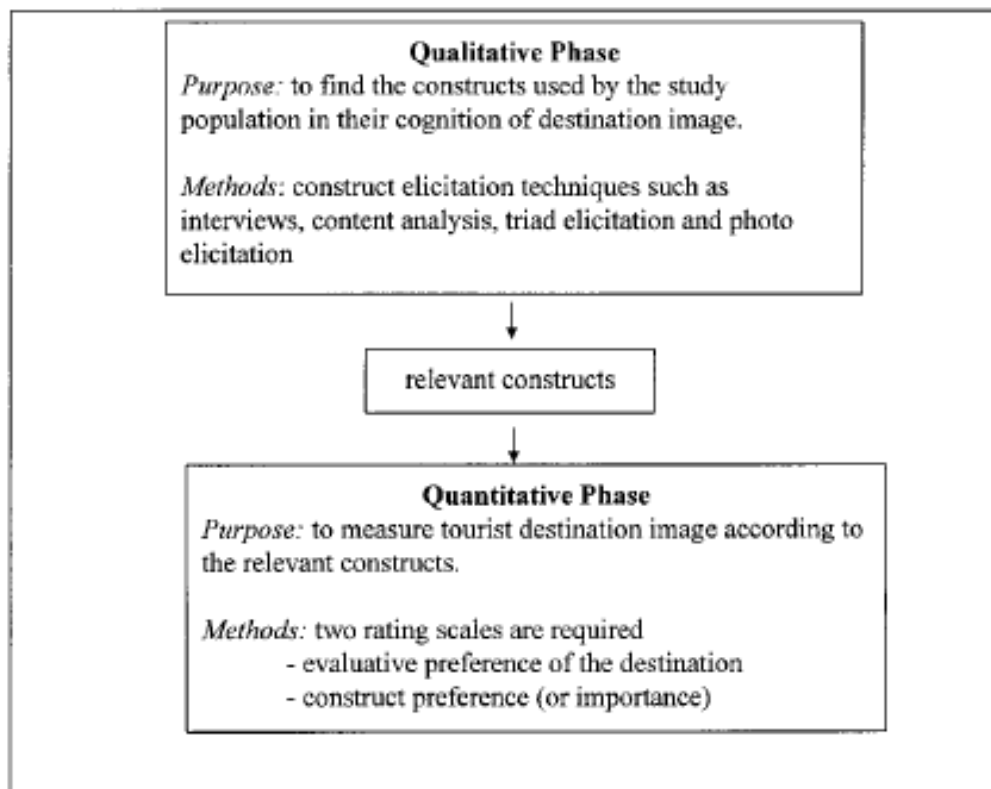 Qualitative Phase
Purpose: to find the constructs used by the study
population in their cognition of destination image.
Methods: construct elicitation techniques such as
interviews, content analysis, triad elicitation and photo
elicitation
relevant constructs
Quantitative Phase
Purpose: to measure tourist destination image according to
the relevant constructs.
Methods: two rating scales are required
- evaluative preference of the destination
- construct preference (or importance)